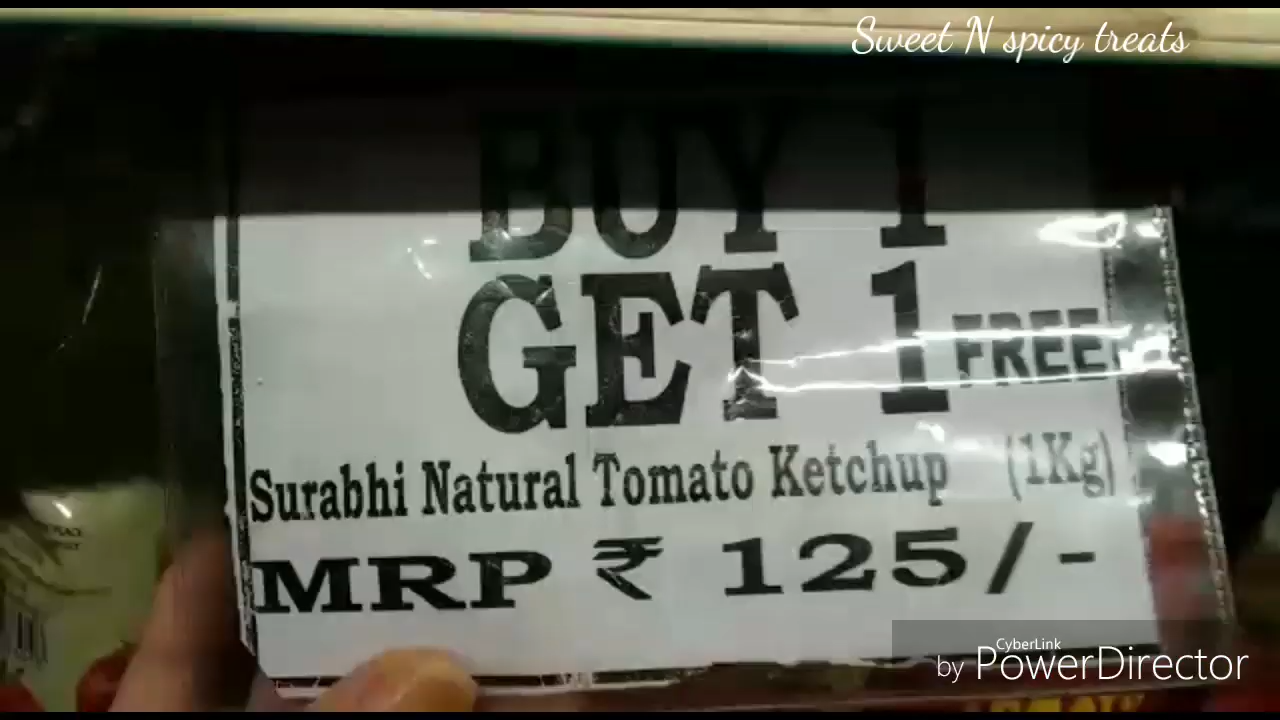 Sweet N spicy treats
BUY 1
GET 1 FREE
Surabhi Natural Tomato Ketchup (1Kg)
MRP ₹ 125/-
CyberLink
by PowerDirector